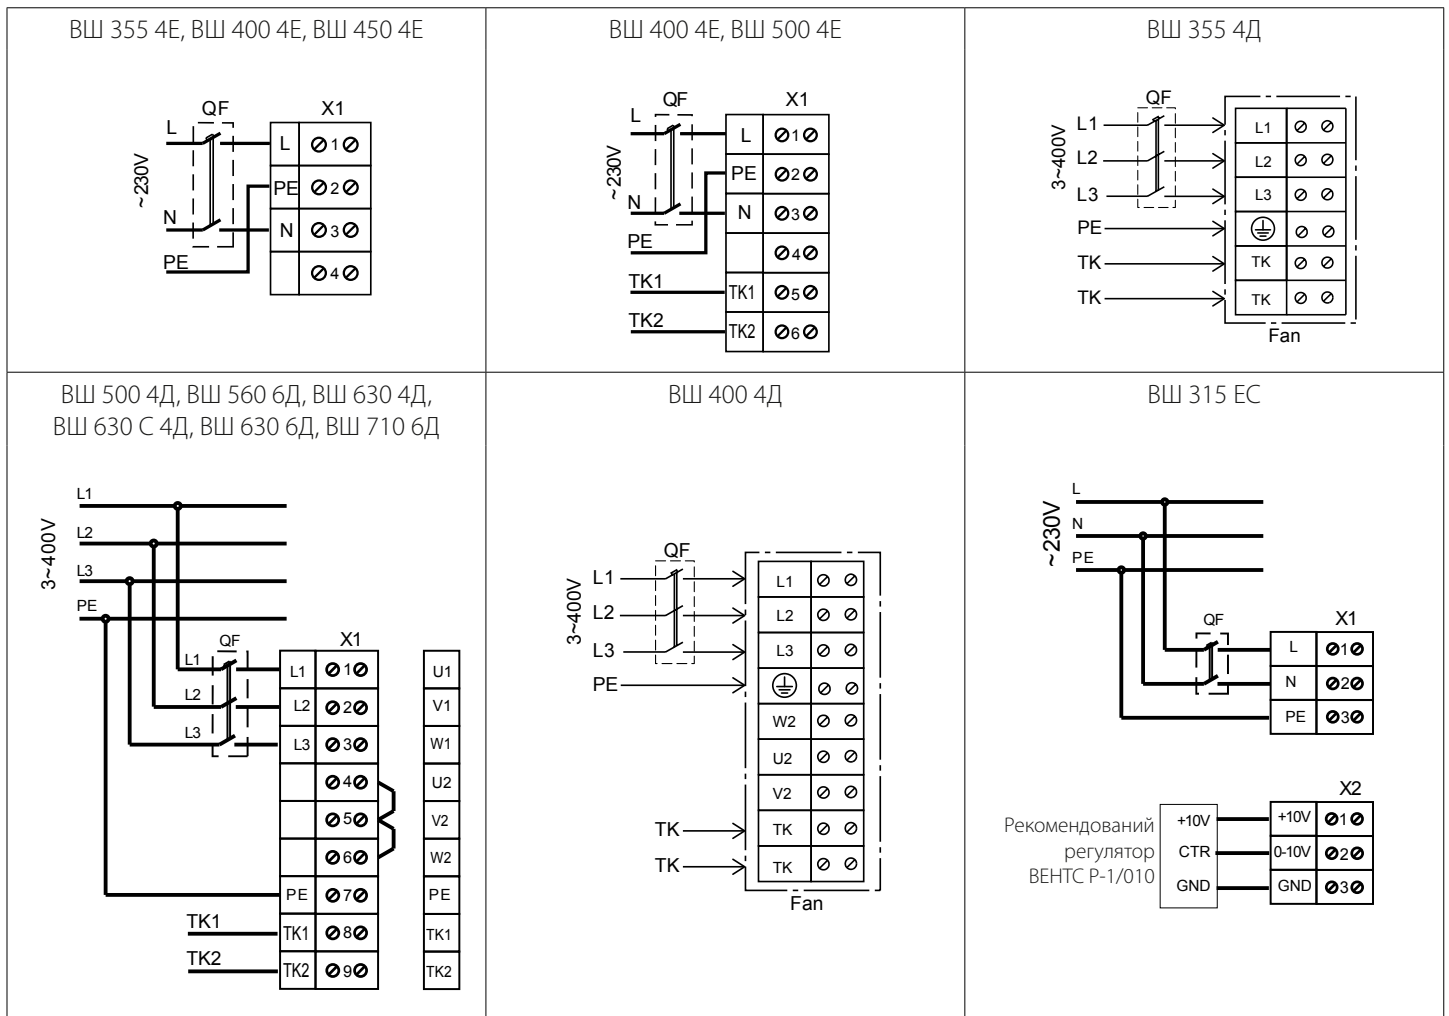 ВШ 355 4Е, ВШ 400 4Е, ВШ 450 4Е
QF X1
L
L 1
~230V
PE 2
N
N 3
PE
4
ВШ 400 4Е, ВШ 500 4Е
QF X1
L
L 1
~230V
PE 2
N
N 3
PE
4
TK1
TK1 5
TK2
TK2 6
ВШ 355 4Д
QF
3~400V
L1 L1
L2 L2
L3 L3
PE
TK TK
TK TK
Fan
ВШ 500 4Д, ВШ 560 6Д, ВШ 630 4Д,
ВШ 630 С 4Д, ВШ 630 6Д, ВШ 710 6Д
3~400V
L1
L2
L3
PE
QF X1
L1 L1 1 U1
L2 L2 2 V1
L3 L3 3 W1
4 U2
5 V2
6 W2
PE 7 PE
TK1 TK1 8 TK1
TK2 TK2 9 TK2
ВШ 400 4Д
QF
3~400V
L1 L1
L2 L2
L3 L3
PE
W2
U2
V2
TK TK
TK TK
Fan
ВШ 315 ЕС
~230V
L
N
PE
QF X1
L 1
N 2
PE 3
X2
Рекомендований
регулятор
ВЕНТС Р-1/010
+10V +10V 1
CTR 0-10V 2
GND GND 3